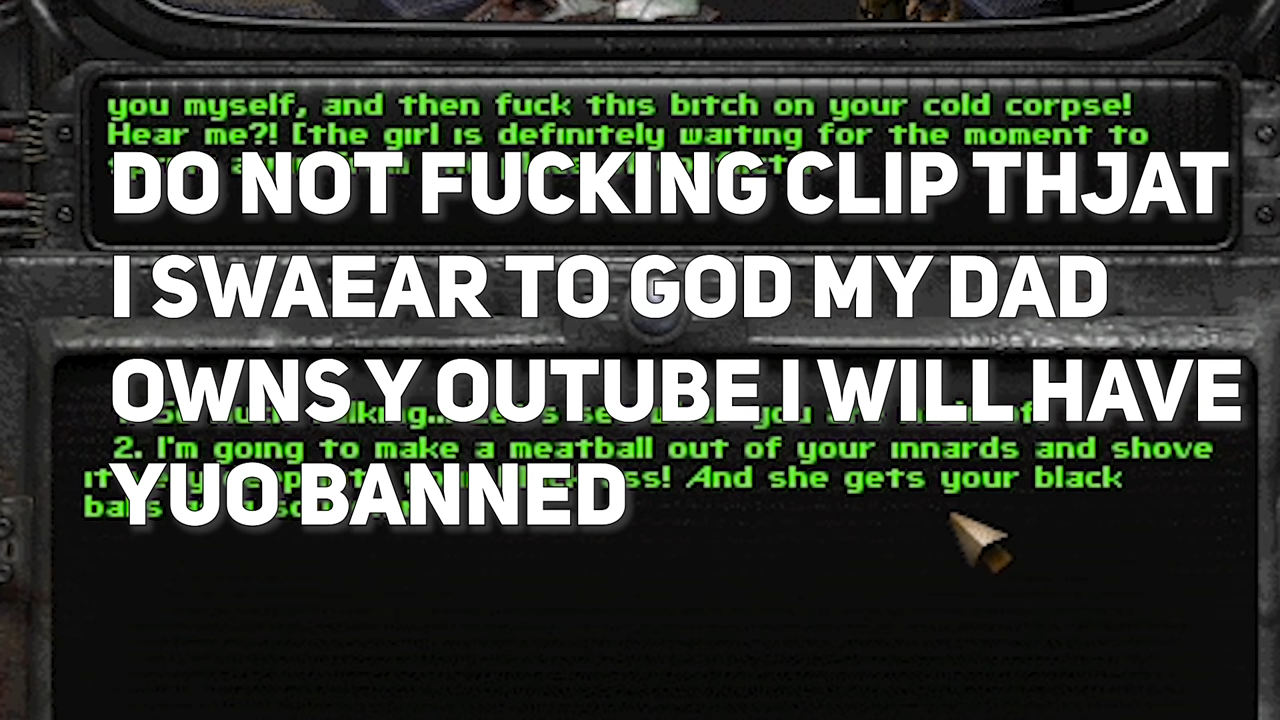 you myself, and then fuck this bitch on your cold corpse!
Hear me?! [the girl is definitely waiting for the moment to
DO NOT FUCKING CLIP THJAT
I SWAEAR TO GOD MY DAD
OWNS Y OUTUBE I WILL HAVE
2. I'm going to make a meatball out of your innards and shove
YUO BANNED
ss! And she gets your black